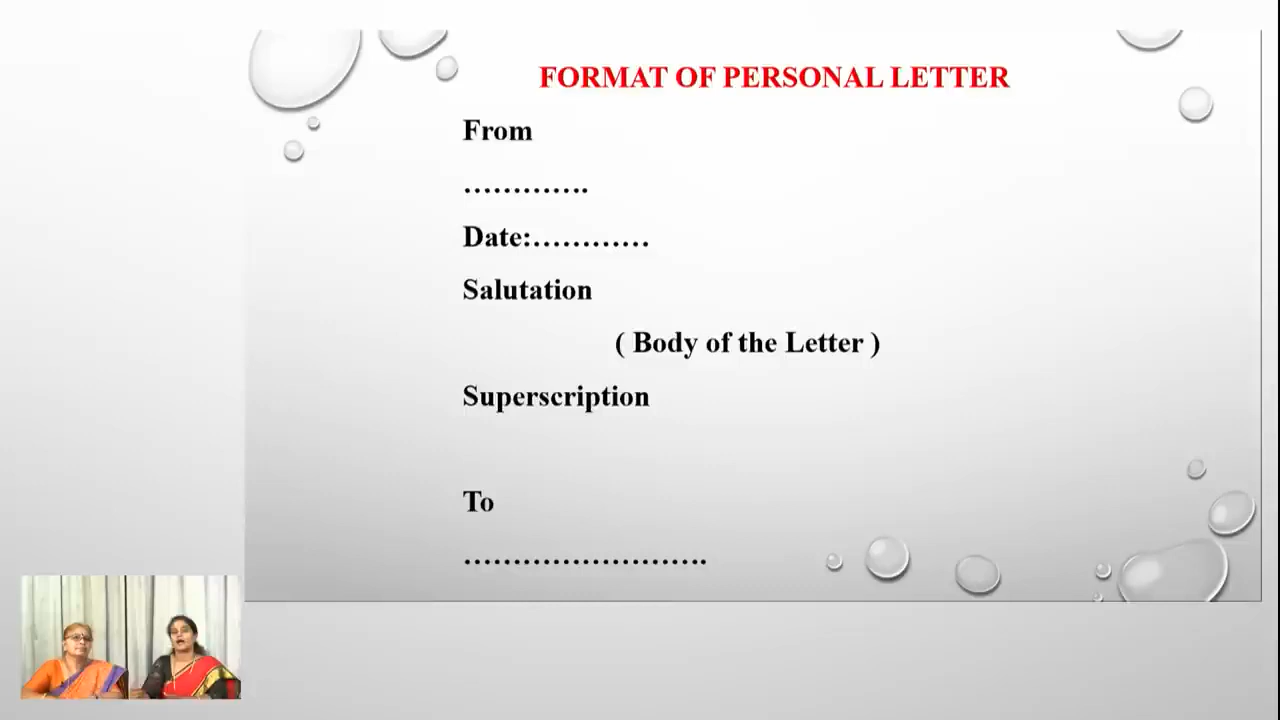 FORMAT OF PERSONAL LETTER
From
………….
Date:…………
Salutation
( Body of the Letter )
Superscription
To
…………………….